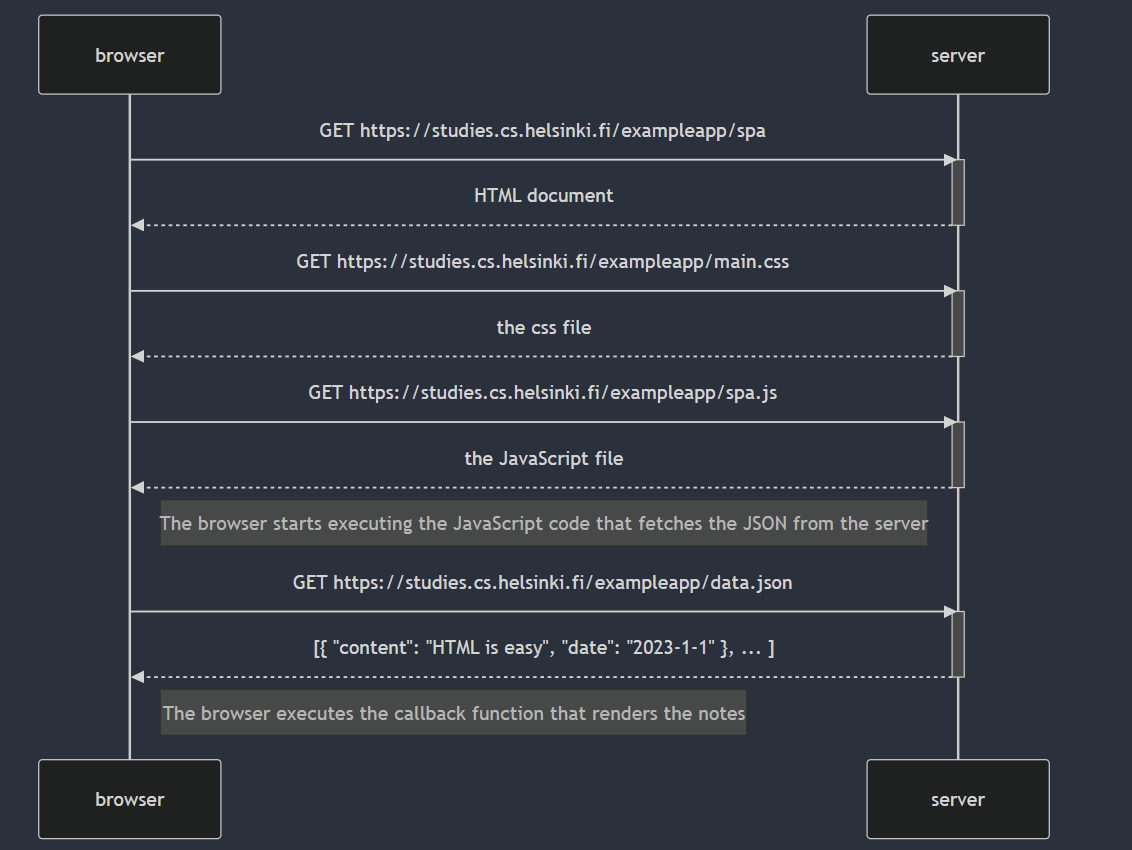 browser
server
GET https://studies.cs.helsinki.fi/exampleapp/spa
HTML document
GET https://studies.cs.helsinki.fi/exampleapp/main.css
the css file
GET https://studies.cs.helsinki.fi/exampleapp/spa.js
the JavaScript file
The browser starts executing the JavaScript code that fetches the JSON from the server
GET https://studies.cs.helsinki.fi/exampleapp/data.json
[{ "content": "HTML is easy", "date": "2023-1-1" }, ... ]
The browser executes the callback function that renders the notes
browser
server